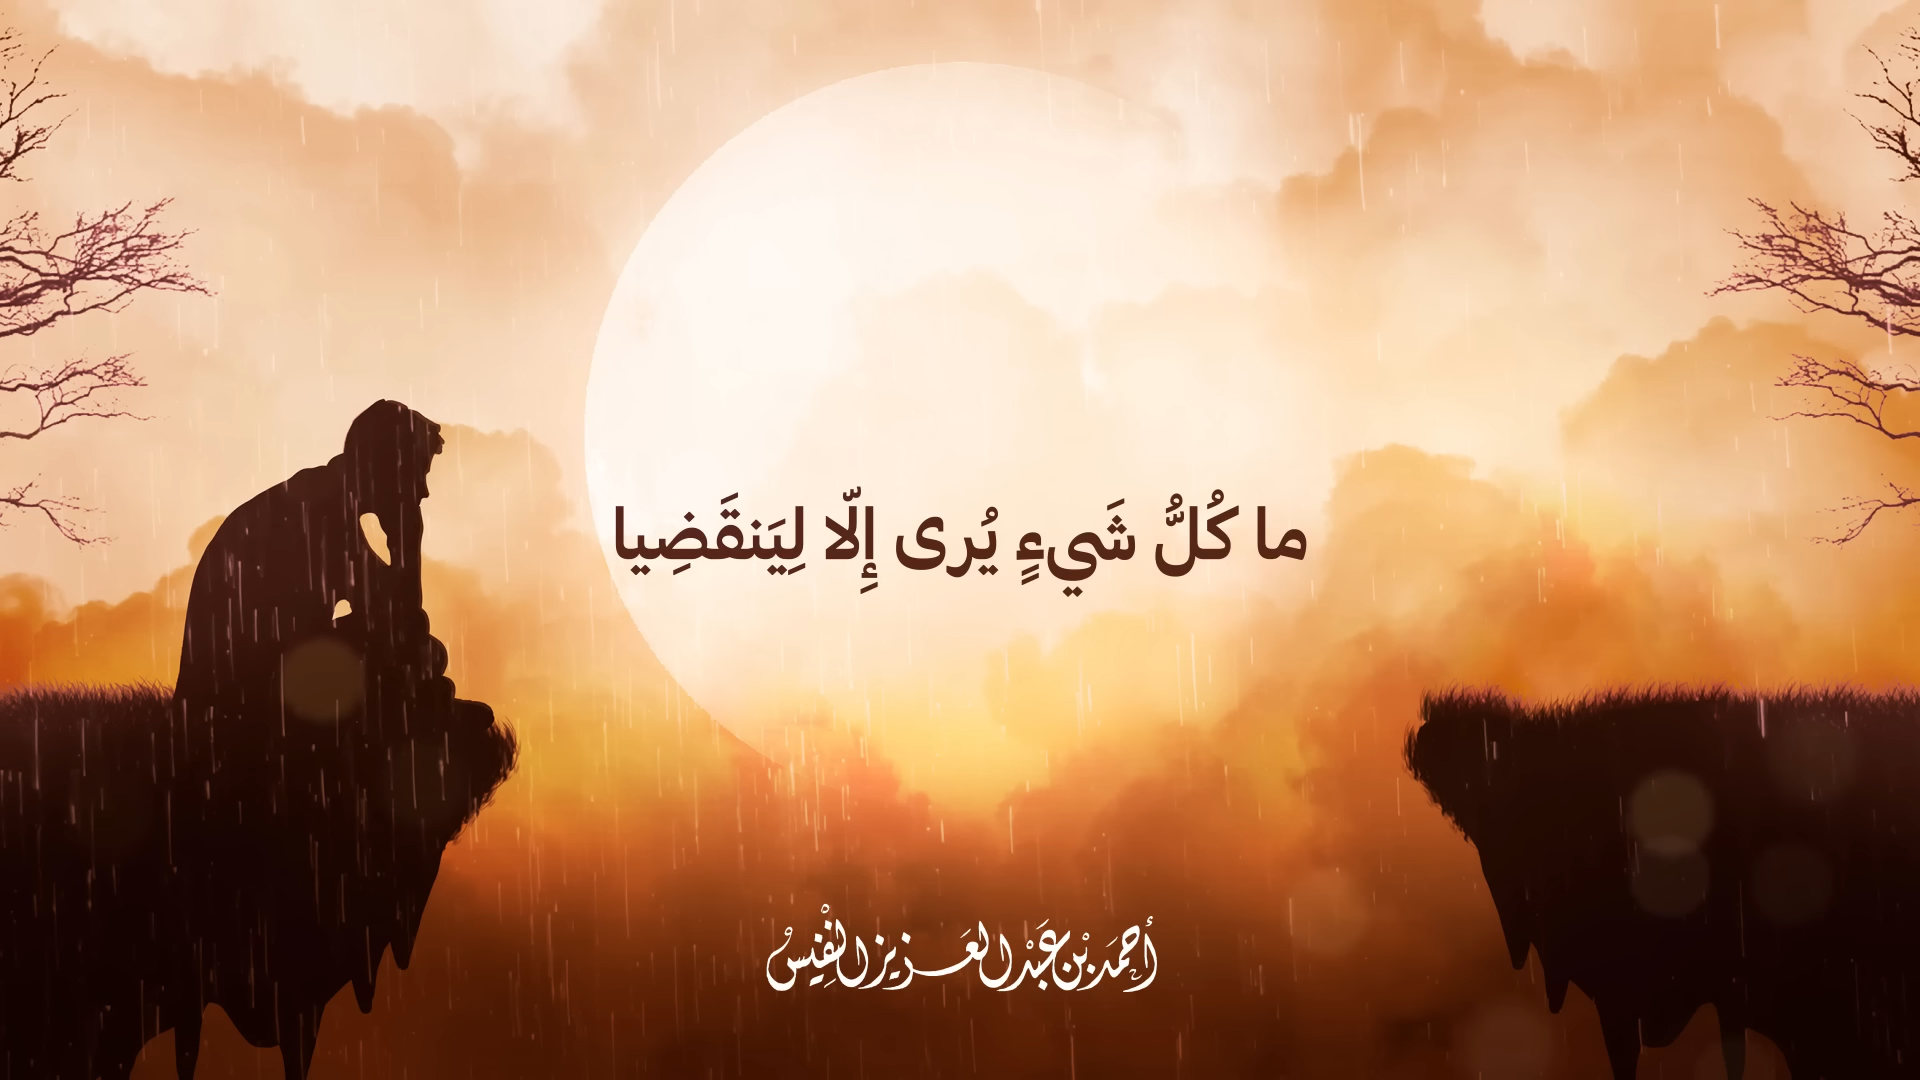 ما كُلُّ شَيءٍ يُرى إِلّا لِيَنقَضِيا
أحمد بن عبد العزيز النفيس